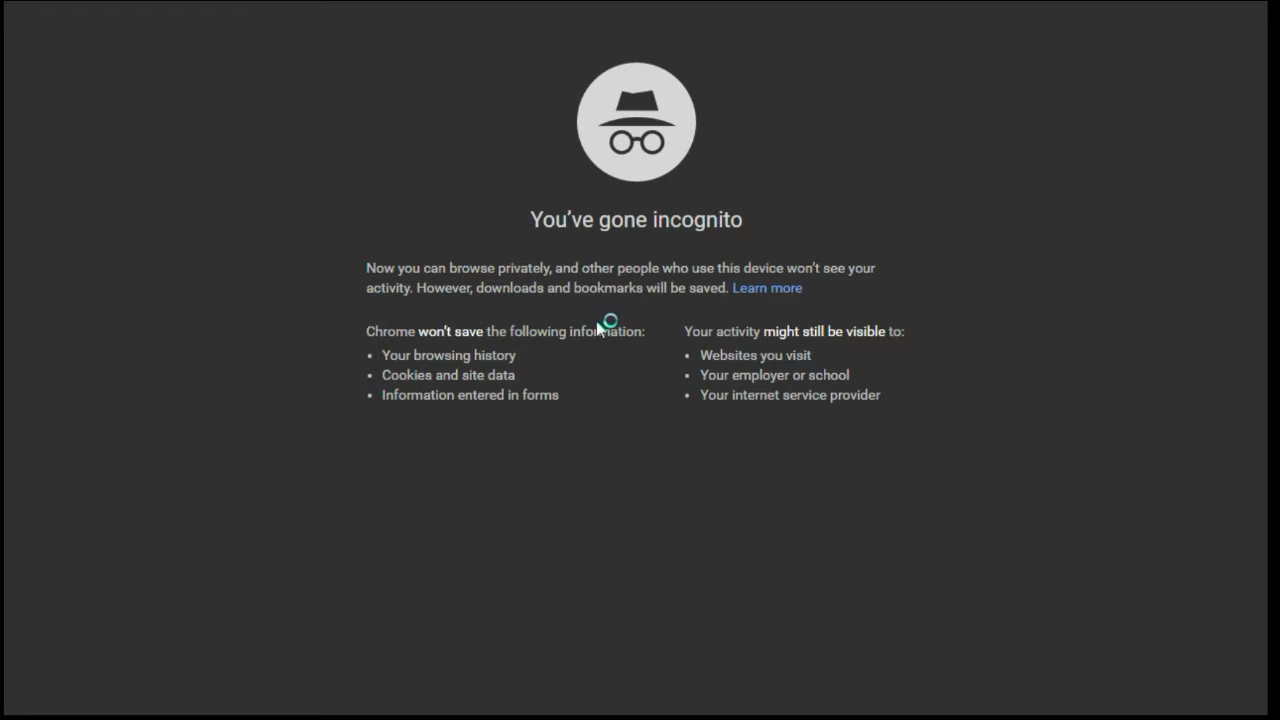 You've gone incognito
Now you can browse privately, and other people who use this device won't see your
activity. However, downloads and bookmarks will be saved. Learn more
Chrome won't save the following information:
• Your browsing history
• Cookies and site data
• Information entered in forms
Your activity might still be visible to:
• Websites you visit
• Your employer or school
• Your internet service provider